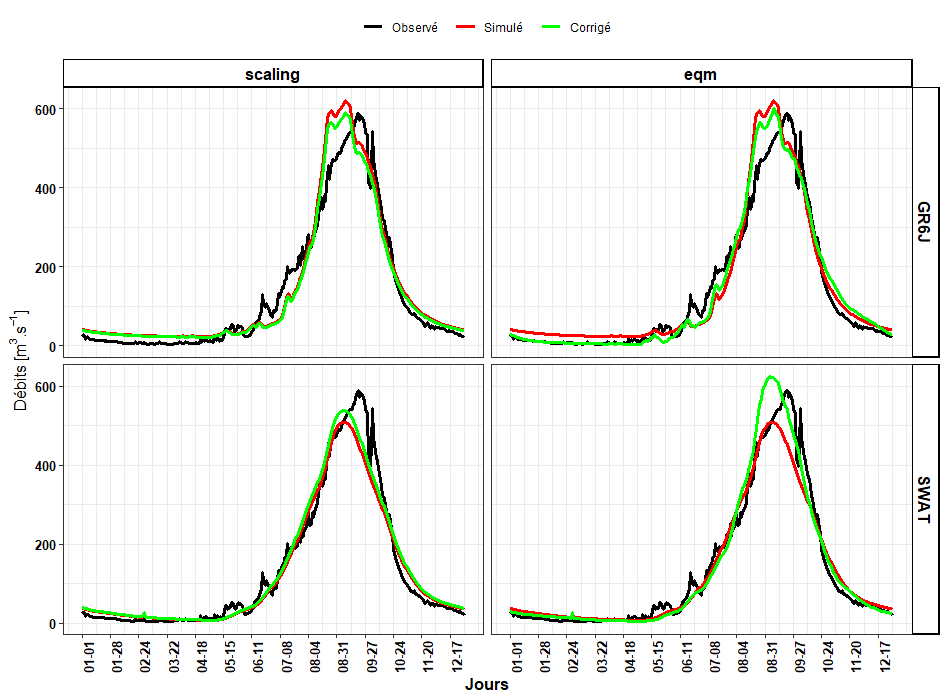 Observé Simulé Corrigé
scaling eqm
600
400
200
0
GR6J
600
400
200
0
SWAT
Débits [m³.s⁻¹]
01-01 01-28 02-24 03-22 04-18 05-15 06-11 07-08 08-04 08-31 09-27 10-24 11-20 12-17 01-01 01-28 02-24 03-22 04-18 05-15 06-11 07-08 08-04 08-31 09-27 10-24 11-20 12-17
Jours